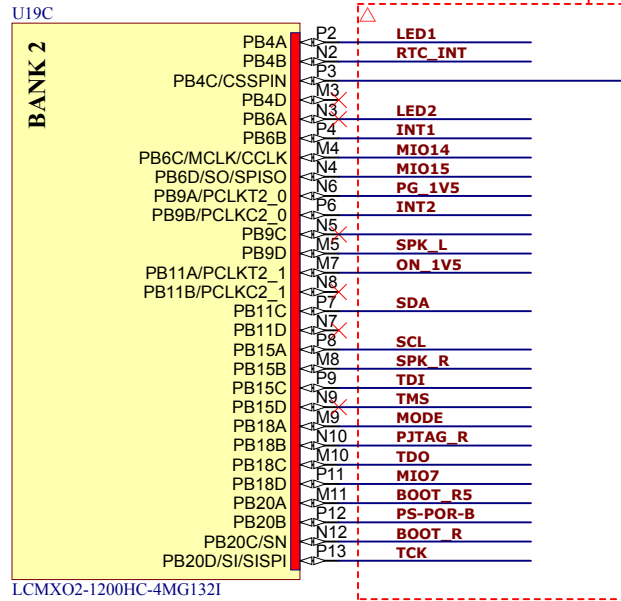 U19C
BANK 2
PB4A P2 LED1
PB4B N2 RTC_INT
PB4C/CSSPIN P3
PB4D M3
PB6A N3 LED2
PB6B P4 INT1
PB6C/MCLK/CCLK M4 MIO14
PB6D/SO/SPISO N4 MIO15
PB9A/PCLKT2_0 N6 PG_1V5
PB9B/PCLKC2_0 P6 INT2
PB9C N5
PB9D M5 SPK_L
PB11A/PCLKT2_1 M7 ON_1V5
PB11B/PCLKC2_1 N8
PB11C P7 SDA
PB11D N7
PB15A P8 SCL
PB15B M8 SPK_R
PB15C P9 TDI
PB15D N9 TMS
PB18A M9 MODE
PB18B N10 PJTAG_R
PB18C M10 TDO
PB18D P11 MIO7
PB20A M11 BOOT_R5
PB20B P12 PS-POR-B
PB20C/SN N12 BOOT_R
PB20D/SI/SISPI P13 TCK
LCMXO2-1200HC-4MG132I